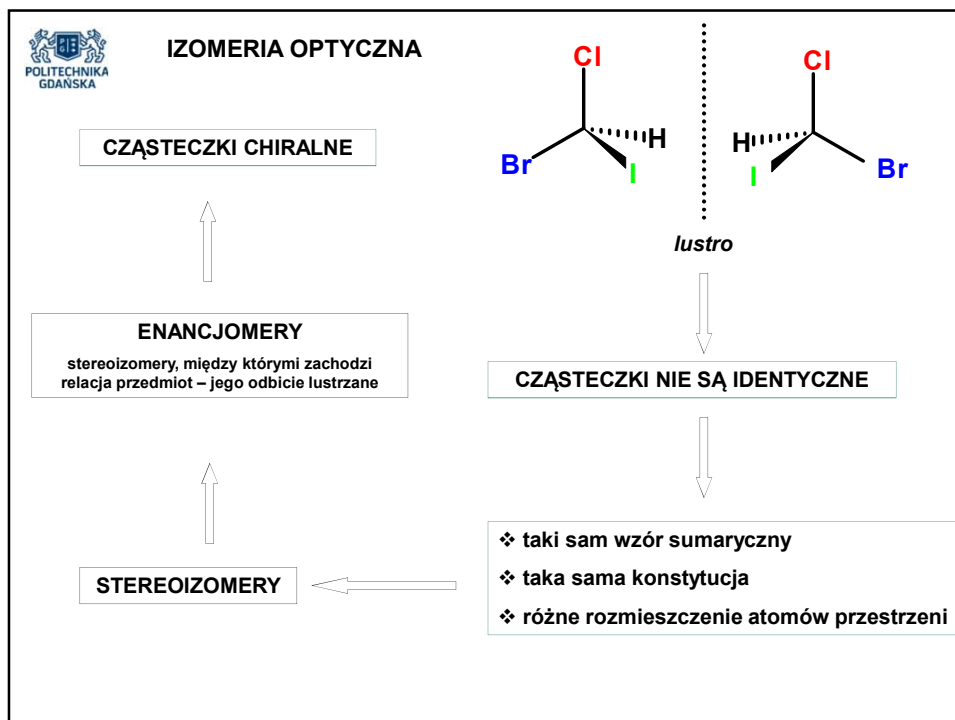 POLITECHNIKA
GDAŃSKA
IZOMERIA OPTYCZNA
Cl
H
Br
I
Cl
H
I
Br
lustro
CZĄSTECZKI CHIRALNE
ENANCJOMERY
stereoizomery, między którymi zachodzi
relacja przedmiot – jego odbicie lustrzane
CZĄSTECZKI NIE SĄ IDENTYCZNE
❖ taki sam wzór sumaryczny
❖ taka sama konstytucja
❖ różne rozmieszczenie atomów przestrzeni
STEREOIZOMERY